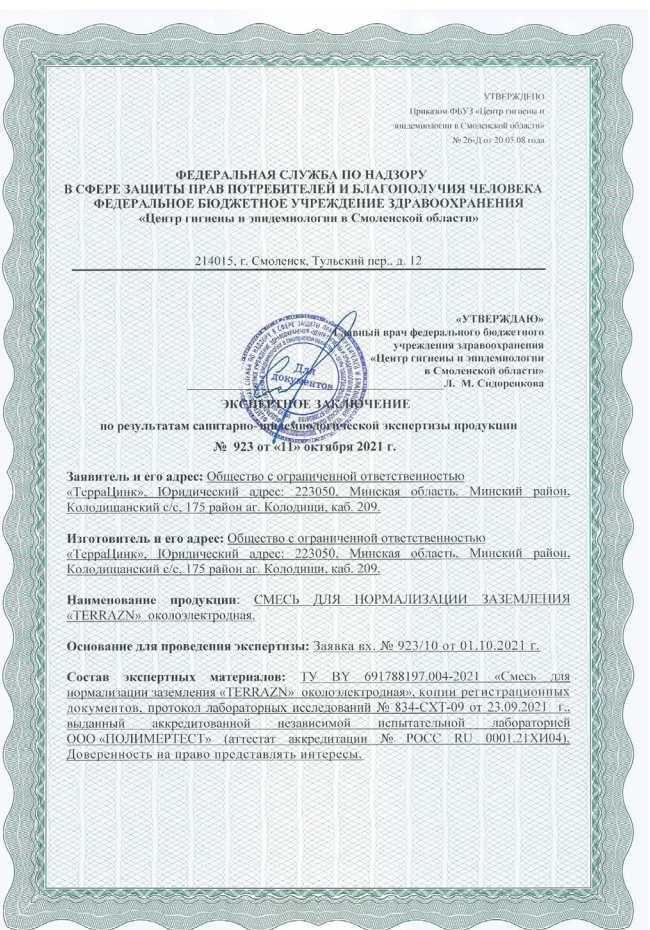 УТВЕРЖДЕНО
Приказом ФБУЗ «Центр гигиены и
эпидемиологии в Смоленской области»
№ 26-Д от 20.05.08 года
ФЕДЕРАЛЬНАЯ СЛУЖБА ПО НАДЗОРУ
В СФЕРЕ ЗАЩИТЫ ПРАВ ПОТРЕБИТЕЛЕЙ И БЛАГОПОЛУЧИЯ ЧЕЛОВЕКА
ФЕДЕРАЛЬНОЕ БЮДЖЕТНОЕ УЧРЕЖДЕНИЕ ЗДРАВООХРАНЕНИЯ
«Центр гигиены и эпидемиологии в Смоленской области»
214015, г. Смоленск, Тульский пер., д. 12
«УТВЕРЖДАЮ»
Главный врач федерального бюджетного
учреждения здравоохранения
«Центр гигиены и эпидемиологии
в Смоленской области»
Л. М. Сидоренкова
Для
документов
ЭКСПЕРТНОЕ ЗАКЛЮЧЕНИЕ
по результатам санитарно-эпидемиологической экспертизы продукции
№ 923 от «11» октября 2021 г.
Заявитель и его адрес: Общество с ограниченной ответственностью
«ТерраЦинк», Юридический адрес: 223050, Минская область, Минский район,
Колодищанский с/с, 175 район аг. Колодищи, каб. 209.
Изготовитель и его адрес: Общество с ограниченной ответственностью
«ТерраЦинк», Юридический адрес: 223050, Минская область, Минский район,
Колодищанский с/с, 175 район аг. Колодищи, каб. 209.
Наименование продукции: СМЕСЬ ДЛЯ НОРМАЛИЗАЦИИ ЗАЗЕМЛЕНИЯ
«TERRAZN» околоэлектродная.
Основание для проведения экспертизы: Заявка вх. № 923/10 от 01.10.2021 г.
Состав экспертных материалов: ТУ BY 691788197.004-2021 «Смесь для
нормализации заземления «TERRAZN» околоэлектродная», копии регистрационных
документов, протокол лабораторных исследований № 834-СХТ-09 от 23.09.2021 г.,
выданный аккредитованной независимой испытательной лабораторией
ООО «ПОЛИМЕРТЕСТ» (аттестат аккредитации № РОСС RU 0001.21ХИ04).
Доверенность на право представлять интересы.